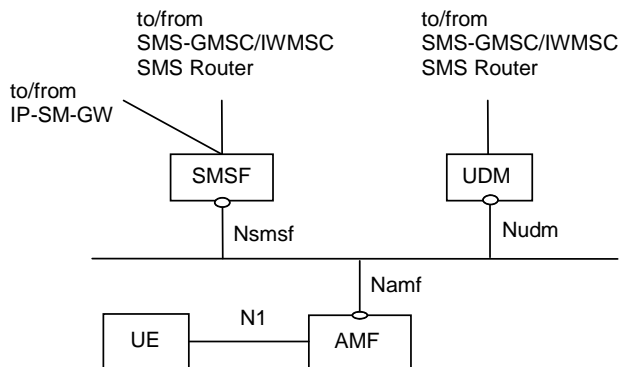 to/from
SMS-GMSC/IWMSC
SMS Router
to/from
SMS-GMSC/IWMSC
SMS Router
to/from
IP-SM-GW
SMSF
UDM
Nsmsf
Nudm
Namf
N1
UE
AMF